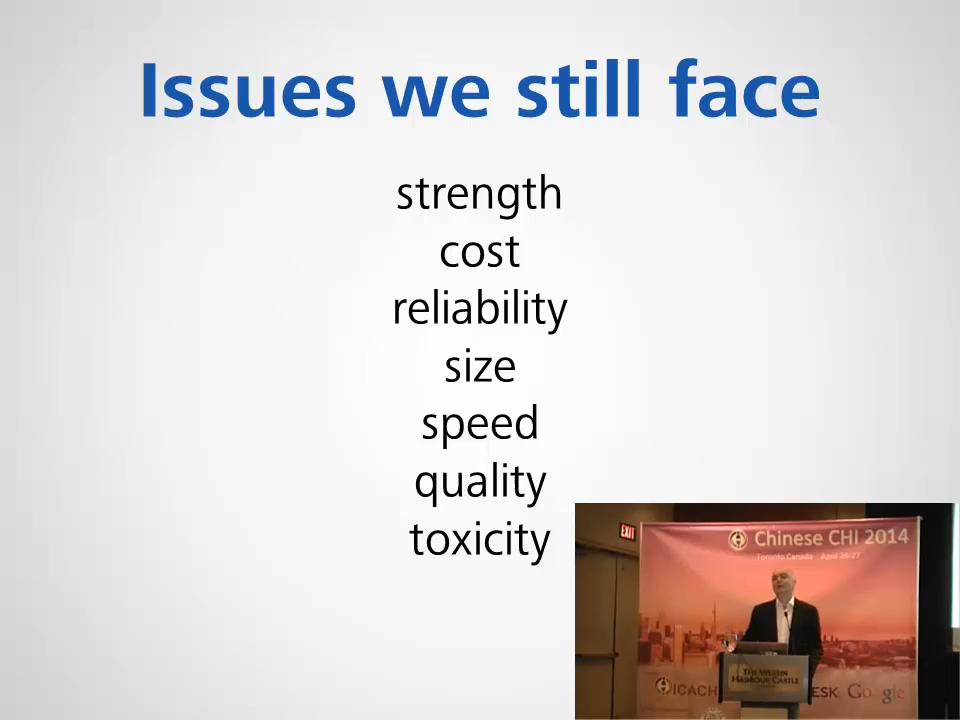 Issues we still face
strength
cost
reliability
size
speed
quality
toxicity
EXIT
Chinese CHI 2014
Toronto Canada April 26-27
THE WESTIN
HARBOUR CASTLE
ICACH
ESK Google